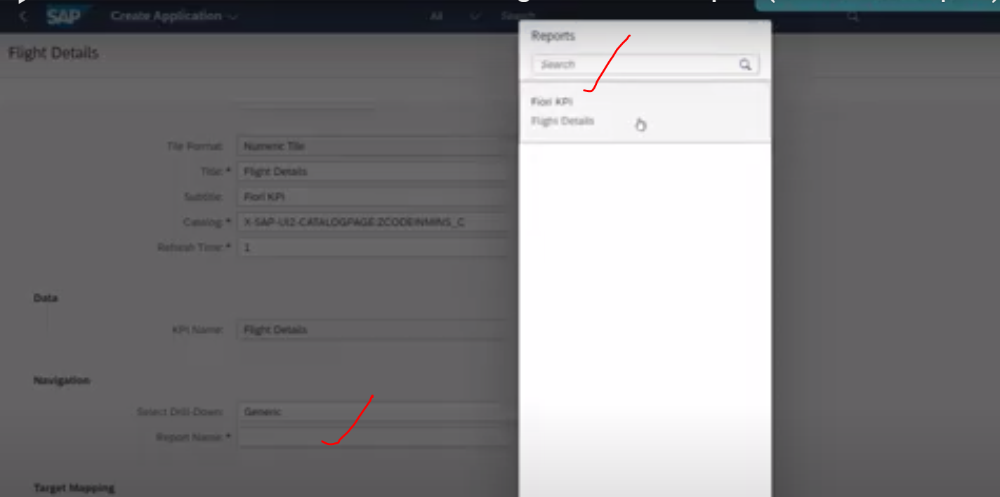 SAP Create Application All Search
Flight Details
Reports
Search
Fiori KPI
Flight Details
Tile Format: Numeric Tile
Title: * Flight Details
Subtitle: Fiori KPI
Catalog: * X-SAP-UI2-CATALOGPAGE:ZCODEINMINS_C
Refresh Time: * 1
Data
KPI Name: Flight Details
Navigation
Select Drill-Down: Generic
Report Name: *
Target Mapping